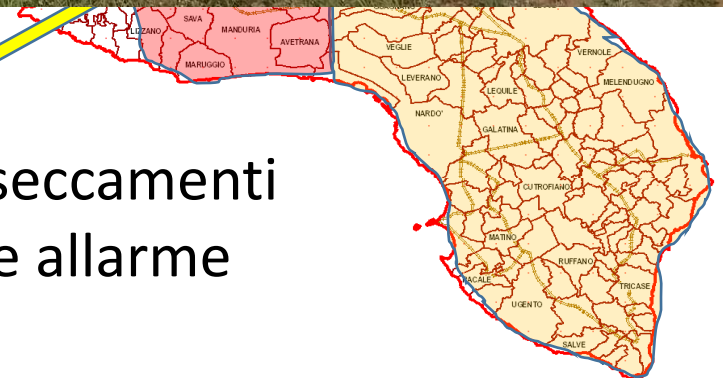 SAVA
MANDURIA
VEGLIE
VERNOLE
AVETRANA
MARUGGIO
LEVERANO
LEQUILE
MELENDUGNO
NARDO'
GALATINA
seccamenti
CUTROFIANO
e allarme
MATINO
RUFFANO
RACALE
TRICASE
UGENTO
SALVE